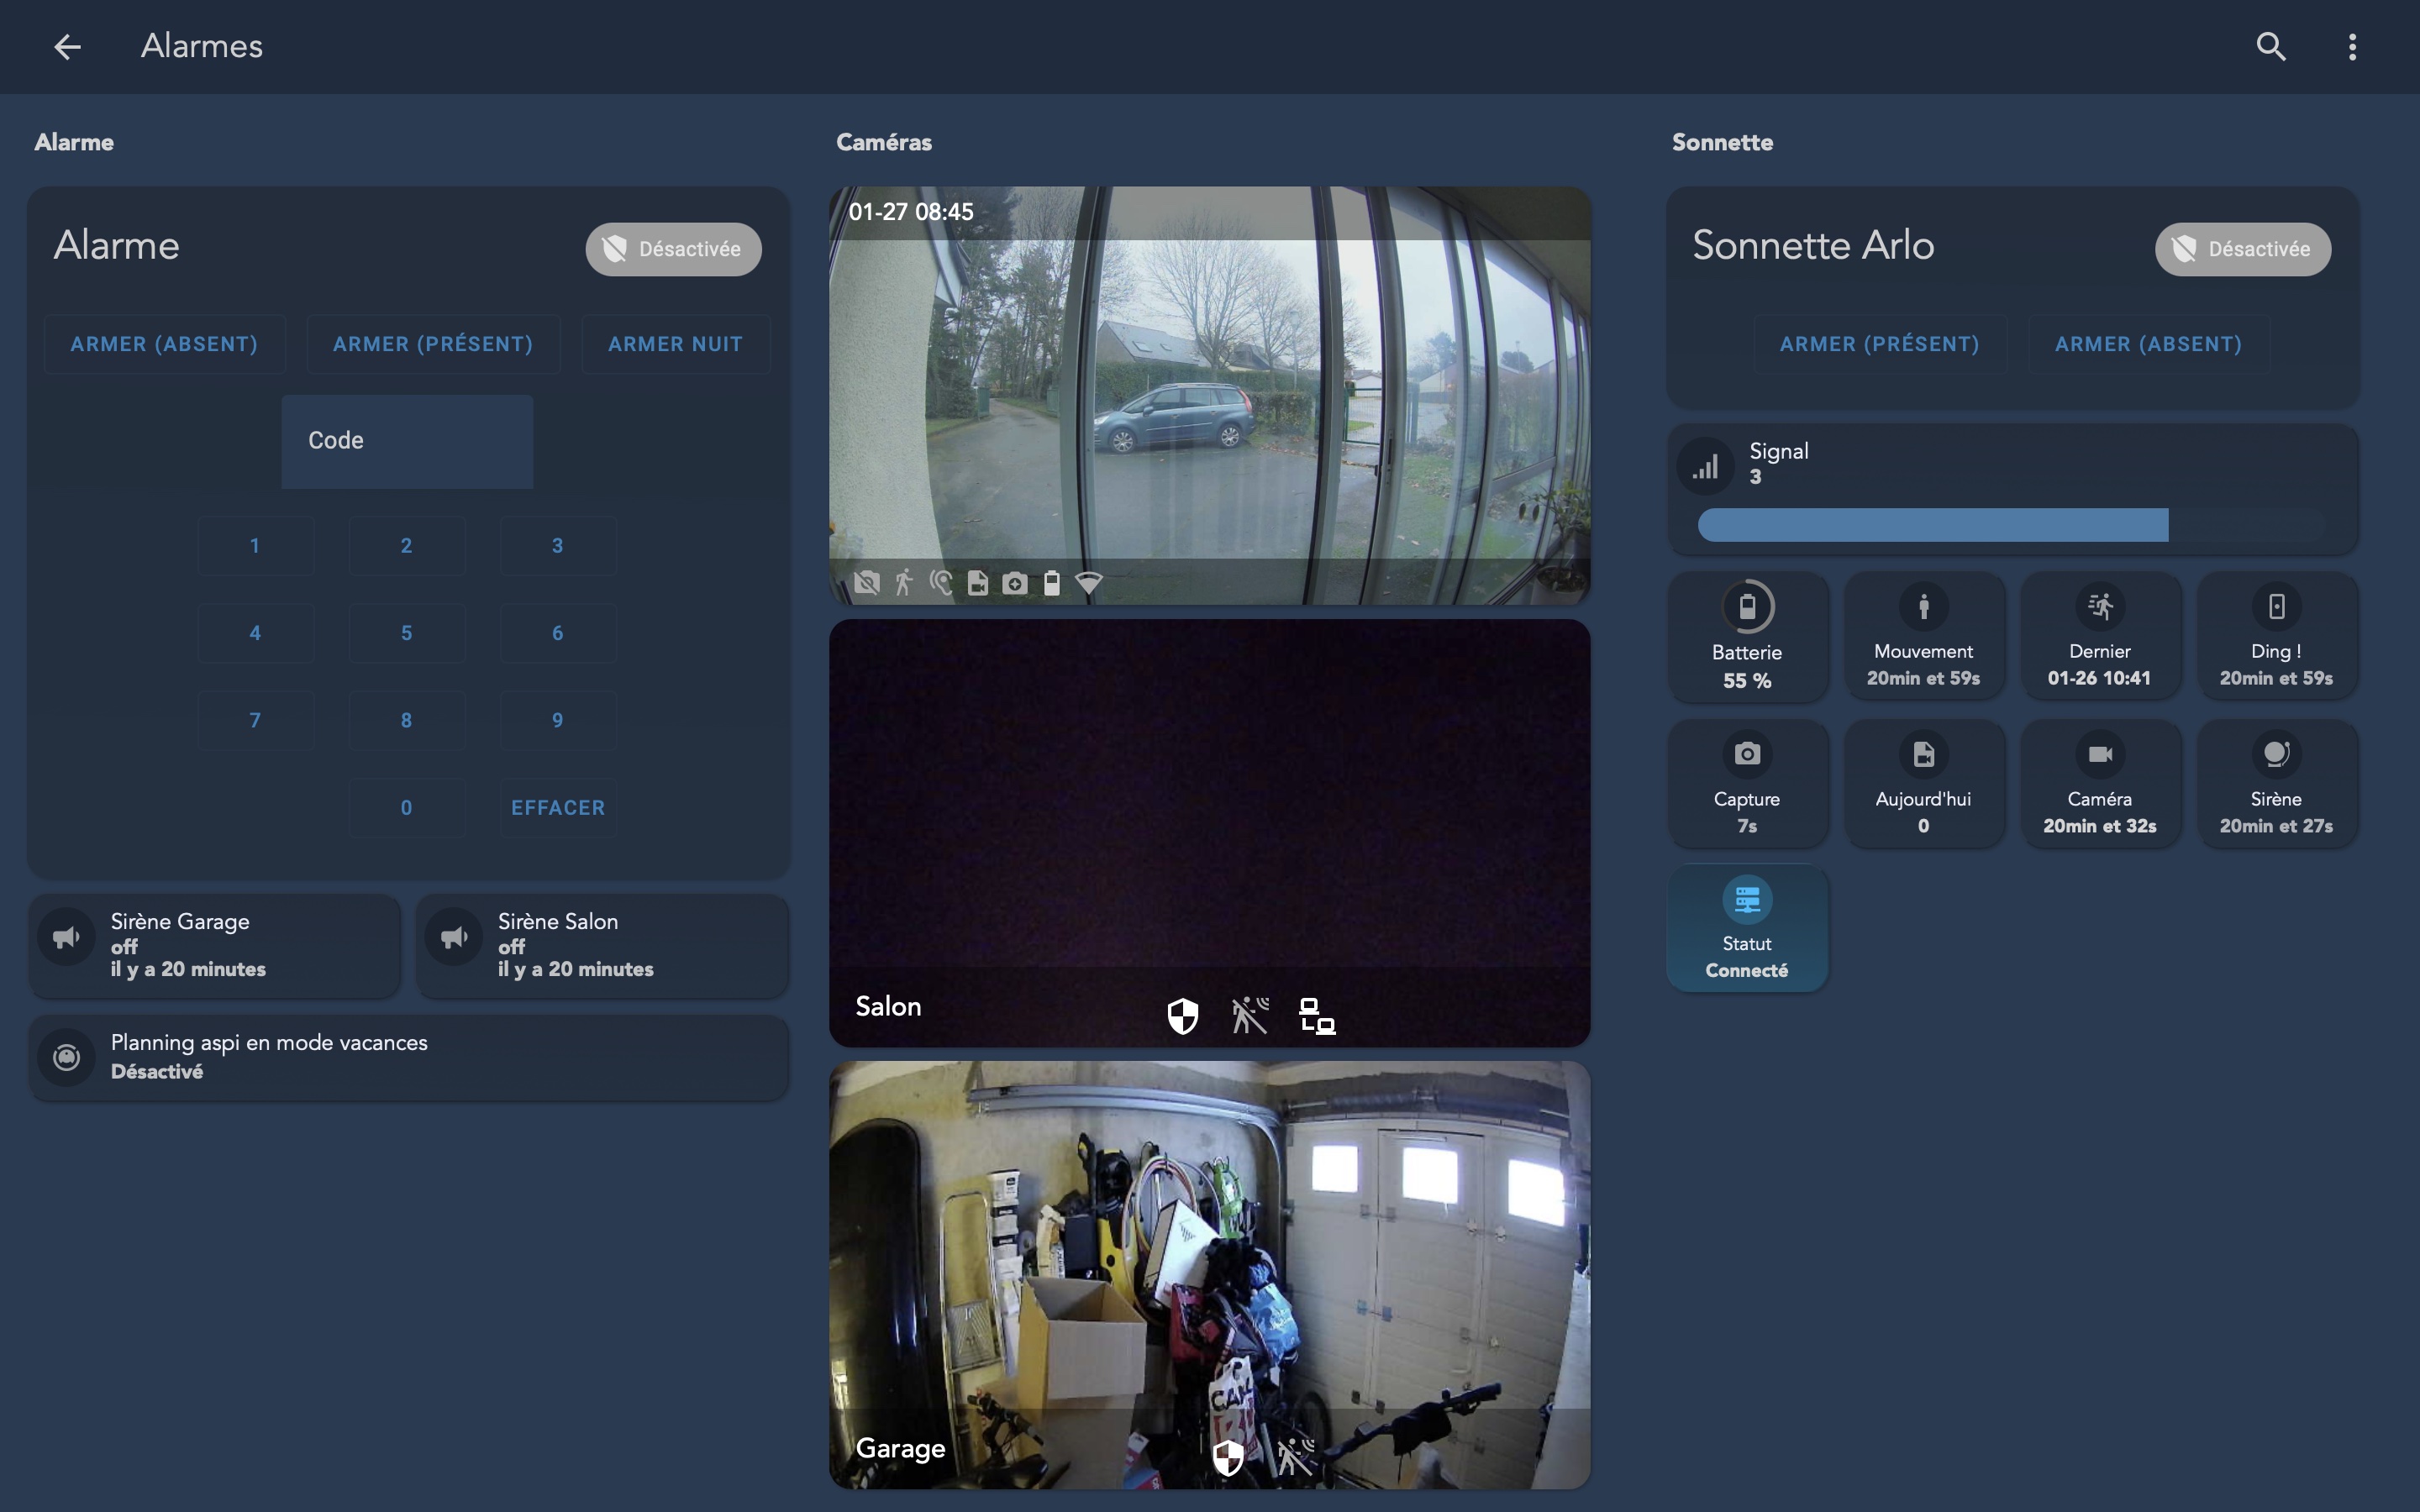 Alarmes
Alarme
Alarme
Désactivée
ARMER (ABSENT)
ARMER (PRÉSENT)
ARMER NUIT
Code
1
2
3
4
5
6
7
8
9
0
EFFACER
Sirène Garage
off
il y a 20 minutes
Sirène Salon
off
il y a 20 minutes
Planning aspi en mode vacances
Désactivé
Caméras
01-27 08:45
Salon
Garage
Sonnette
Sonnette Arlo
Désactivée
ARMER (PRÉSENT)
ARMER (ABSENT)
Signal
3
Batterie
55 %
Mouvement
20min et 59s
Dernier
01-26 10:41
Ding !
20min et 59s
Capture
7s
Aujourd'hui
0
Caméra
20min et 32s
Sirène
20min et 27s
Statut
Connecté